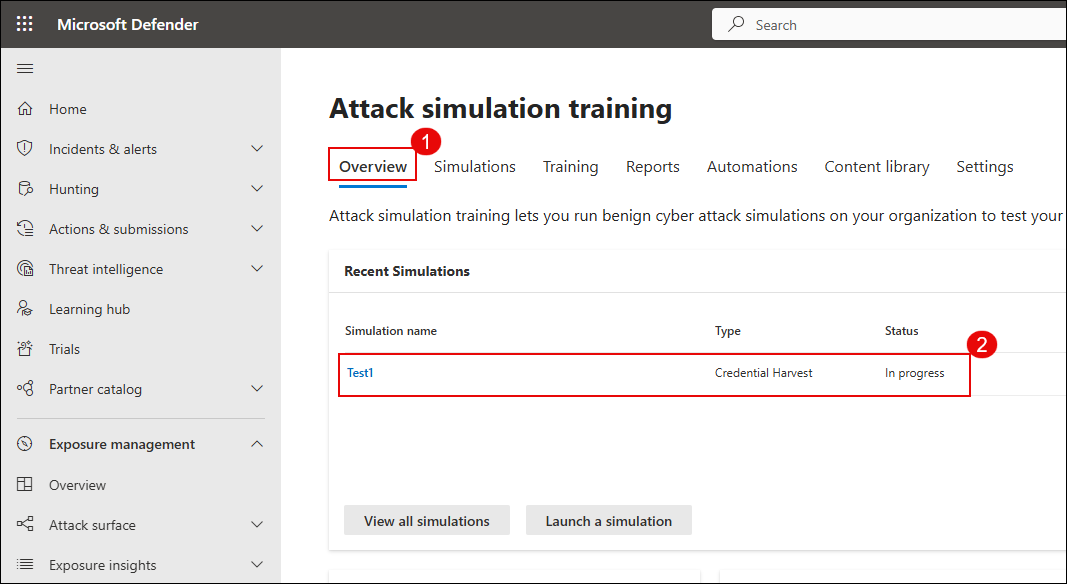 Microsoft Defender
Search
Home
Incidents & alerts
Hunting
Actions & submissions
Threat intelligence
Learning hub
Trials
Partner catalog
Exposure management
Overview
Attack surface
Exposure insights
Attack simulation training
1
Overview Simulations Training Reports Automations Content library Settings
Attack simulation training lets you run benign cyber attack simulations on your organization to test your
Recent Simulations
Simulation name Type Status
2
Test1 Credential Harvest In progress
View all simulations Launch a simulation